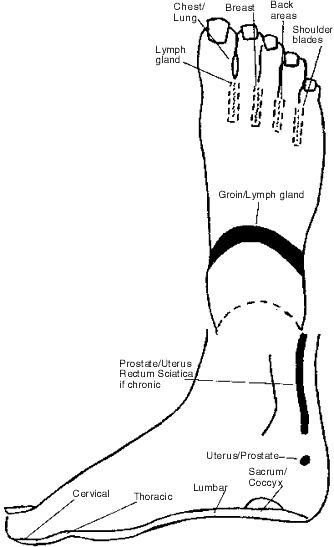 Chest/
Lung
Breast
Back
areas
Shoulder
blades
Lymph
gland
Groin/Lymph gland
Prostate/Uterus
Rectum Sciatica
if chronic
Uterus/Prostate
Sacrum/
Coccyx
Lumbar
Cervical
Thoracic